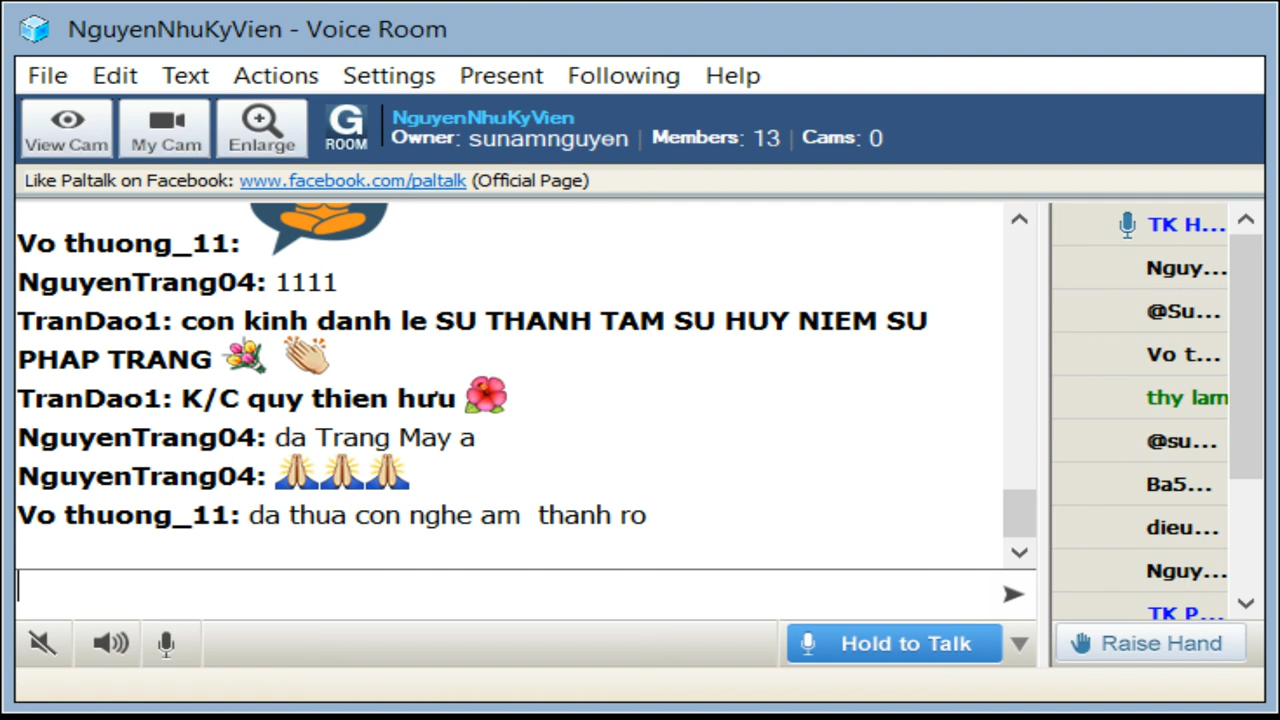 NguyenNhuKyVien - Voice Room
File Edit Text Actions Settings Present Following Help
View Cam My Cam Enlarge G ROOM
NguyenNhuKyVien
Owner: sunamnguyen | Members: 13 | Cams: 0
Like Paltalk on Facebook: www.facebook.com/paltalk (Official Page)
Vo thuong_11:
NguyenTrang04: 1111
TranDao1: con kinh danh le SU THANH TAM SU HUY NIEM SU
PHAP TRANG
TranDao1: K/C quy thien hưu
NguyenTrang04: da Trang May a
NguyenTrang04:
Vo thuong_11: da thua con nghe am thanh ro
TK H...
Nguy...
@Su...
Vo t...
thy lam
@su...
Ba5...
dieu...
Nguy...
TK P...
Hold to Talk
Raise Hand